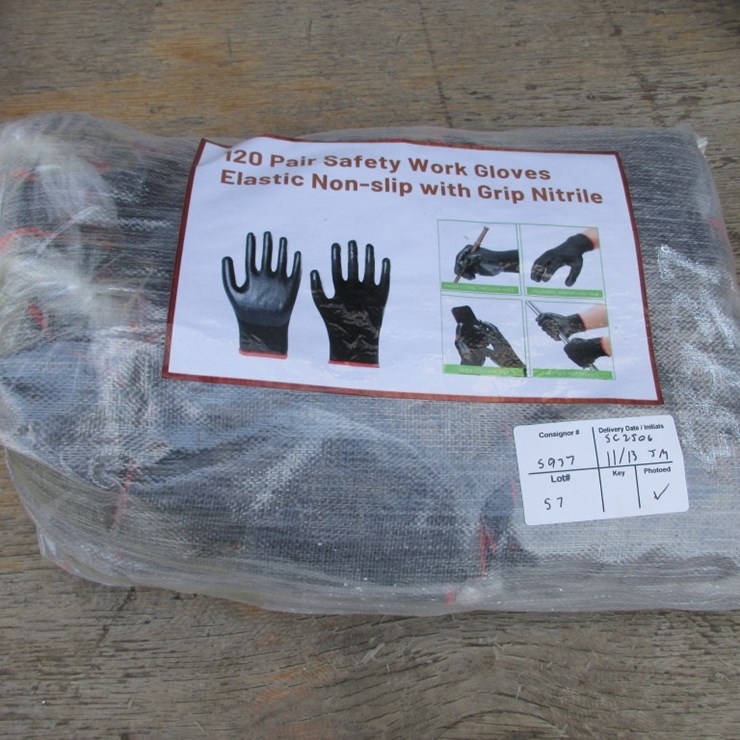 120 Pair Safety Work Gloves
Elastic Non-slip with Grip Nitrile
Consignor #
Delivery Date / Initials
SC2506
5977
11/13 JM
Lot#
Key
Photoed
57
✓